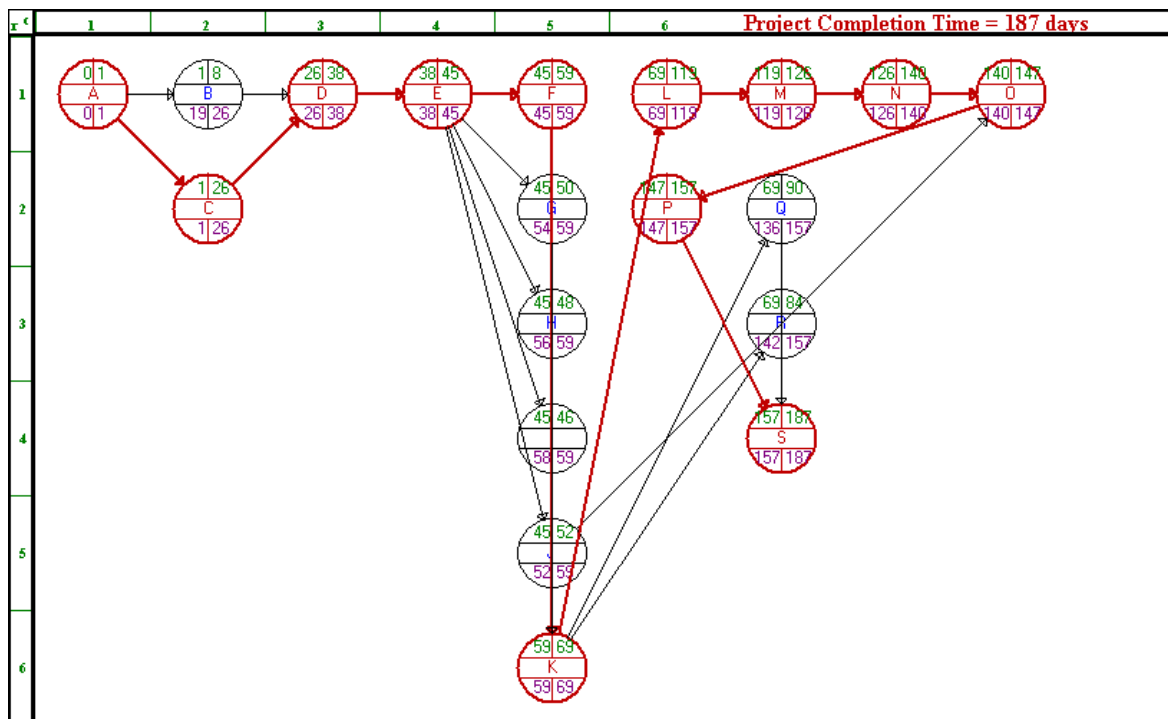 r c 1 2 3 4 5 6 Project Completion Time = 187 days
1
0 1 1 8 26 38 38 45 45 59 69 119 119 126 126 140 140 147
A B D E F L M N O
0 1 19 26 26 38 38 45 45 59 69 119 119 126 126 140 140 147
2
1 26 45 50 147 157 69 90
C G P Q
1 26 54 59 147 157 136 157
3
45 48 69 84
H R
56 59 142 157
4
45 46 157 187
S
58 59 157 187
5
45 52
J
52 59
6
59 69
K
59 69